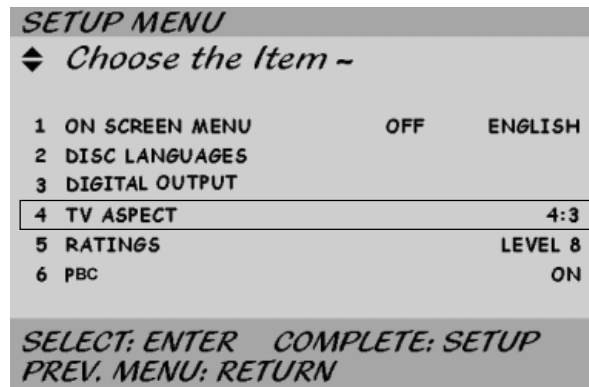 SETUP MENU
Choose the Item ~
1 ON SCREEN MENU OFF ENGLISH
2 DISC LANGUAGES
3 DIGITAL OUTPUT
4 TV ASPECT 4:3
5 RATINGS LEVEL 8
6 PBC ON
SELECT: ENTER COMPLETE: SETUP
PREV. MENU: RETURN